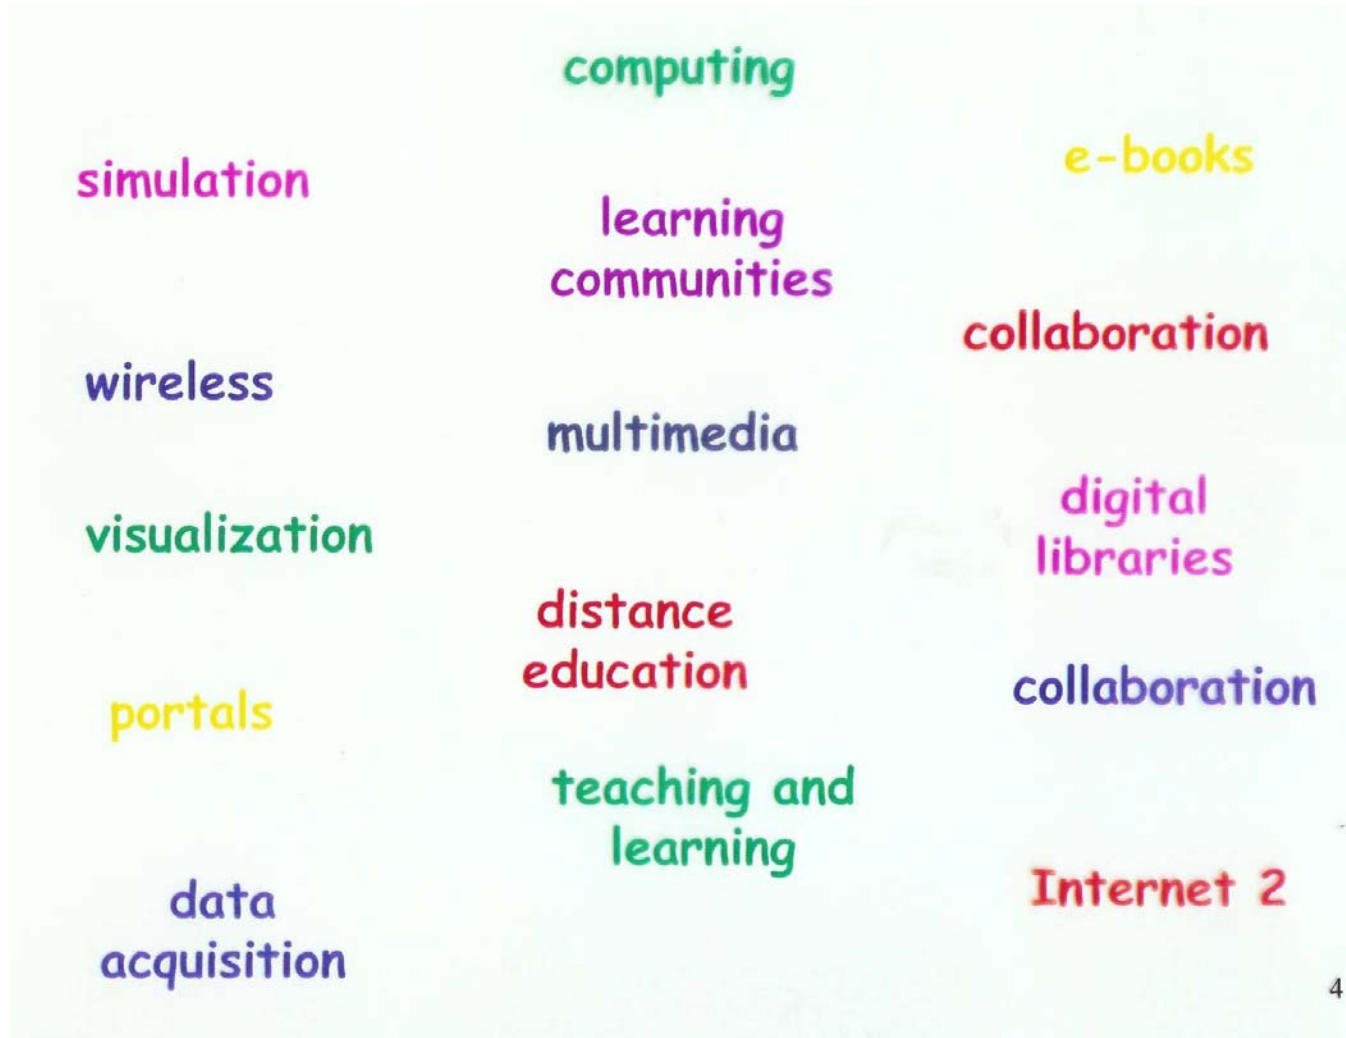 computing
e-books
simulation
learning
communities
collaboration
wireless
multimedia
digital
libraries
visualization
distance
education
collaboration
portals
teaching and
learning
Internet 2
data
acquisition
4